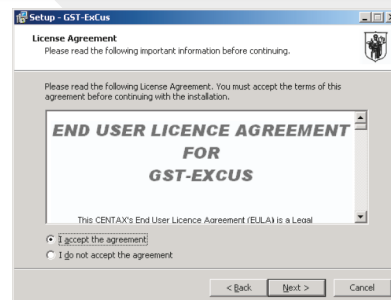 Setup - GST-ExCus
License Agreement
Please read the following important information before continuing.
Please read the following License Agreement. You must accept the terms of this
agreement before continuing with the installation.
END USER LICENCE AGREEMENT
FOR
GST-EXCUS
This CENTAX's End User Licence Agreement (EULA) is a Legal
I accept the agreement
I do not accept the agreement
< Back
Next >
Cancel